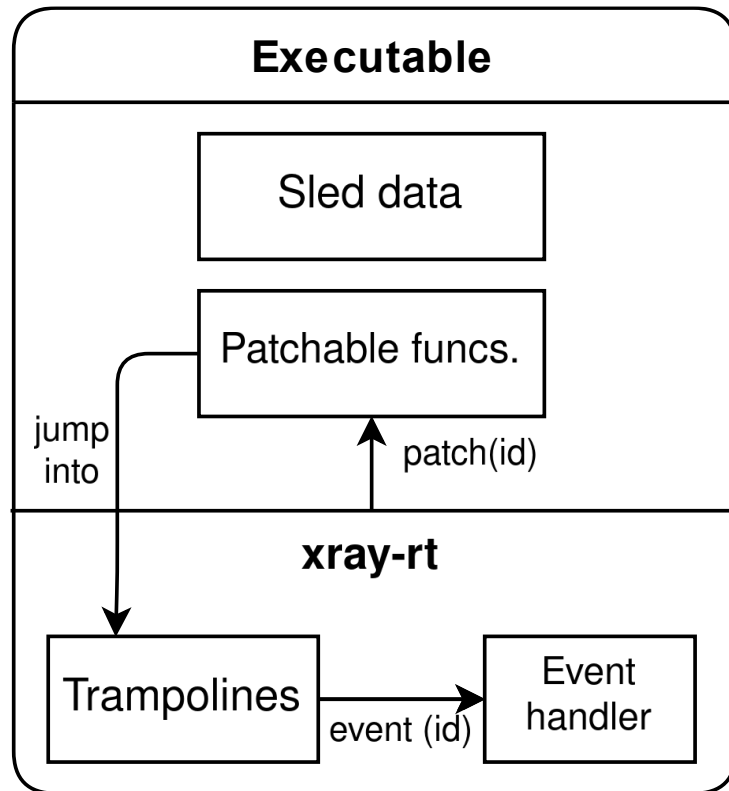 Executable
Sled data
Patchable funcs.
jump
into
patch(id)
xray-rt
Trampolines
event (id)
Event
handler